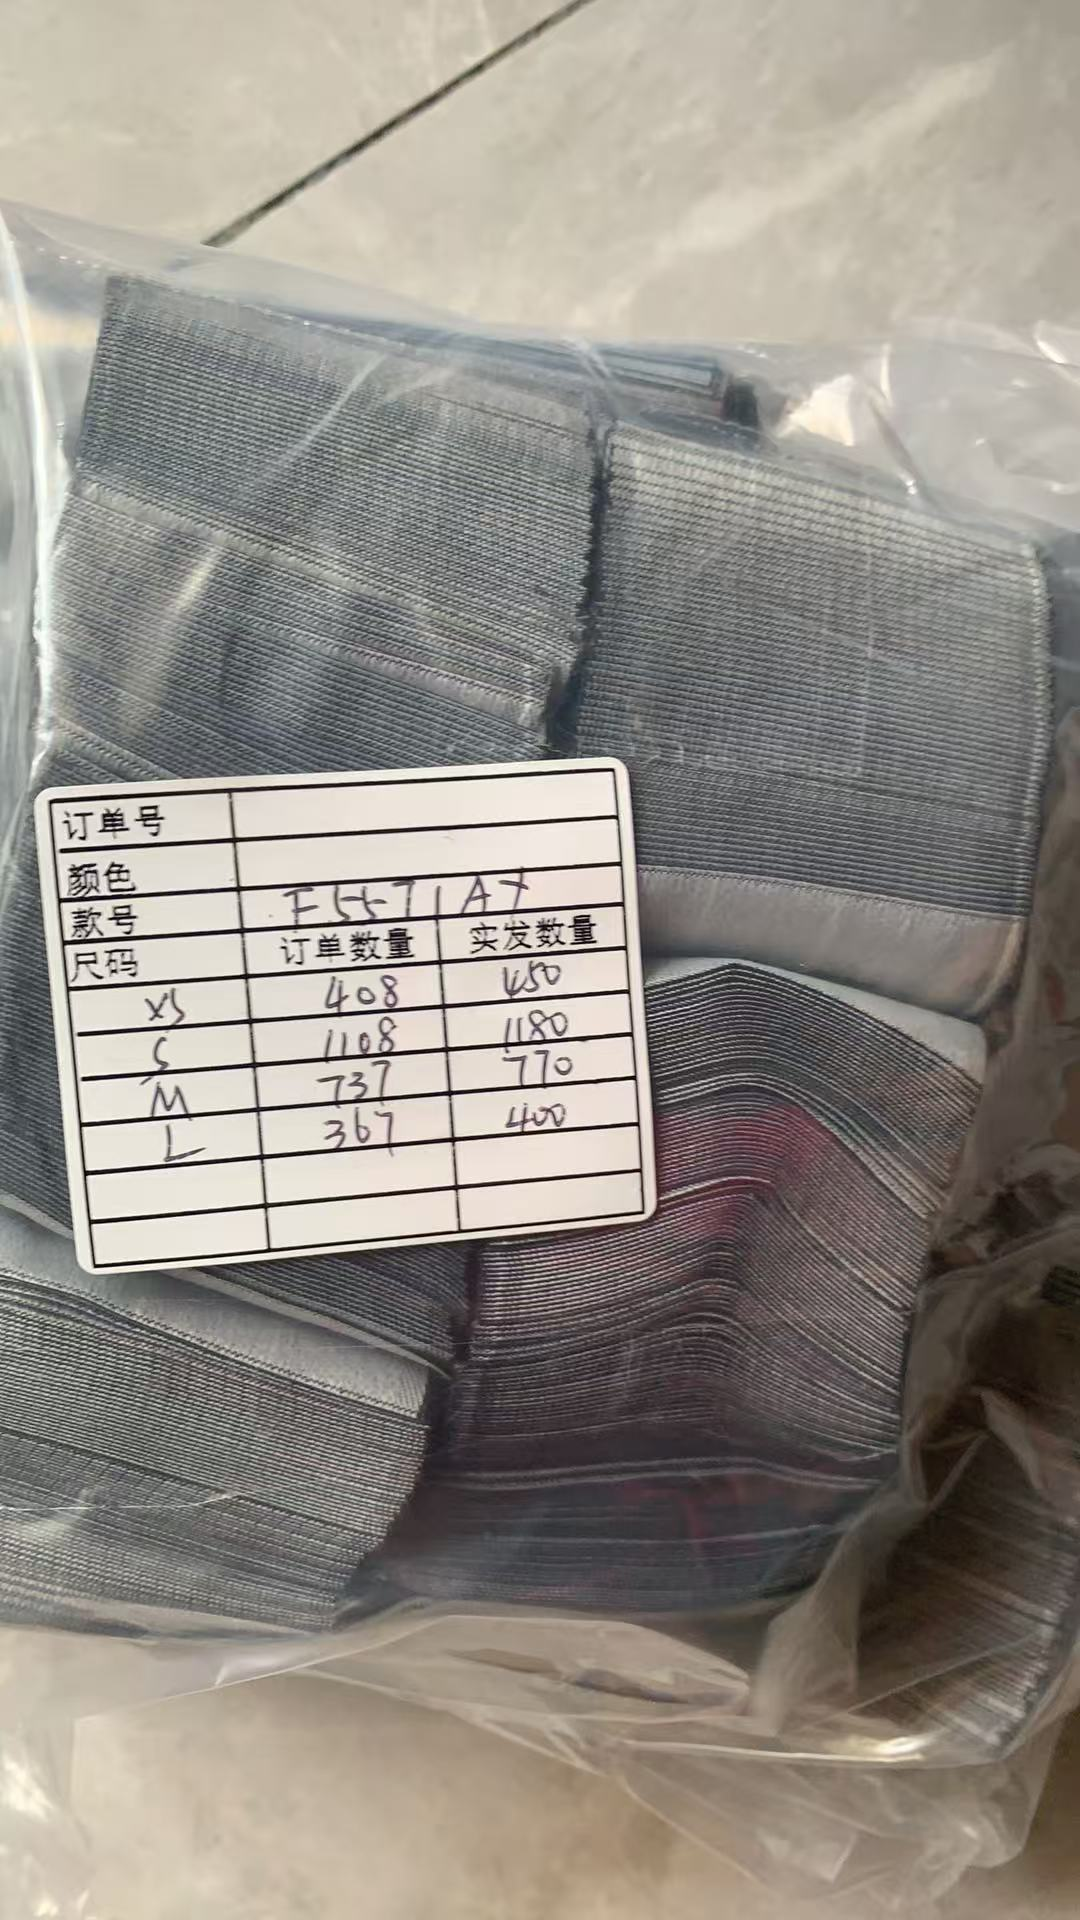 订单号
颜色
款号 F5571AX
尺码 订单数量 实发数量
XS 408 450
S 1108 1180
M 737 770
L 367 400